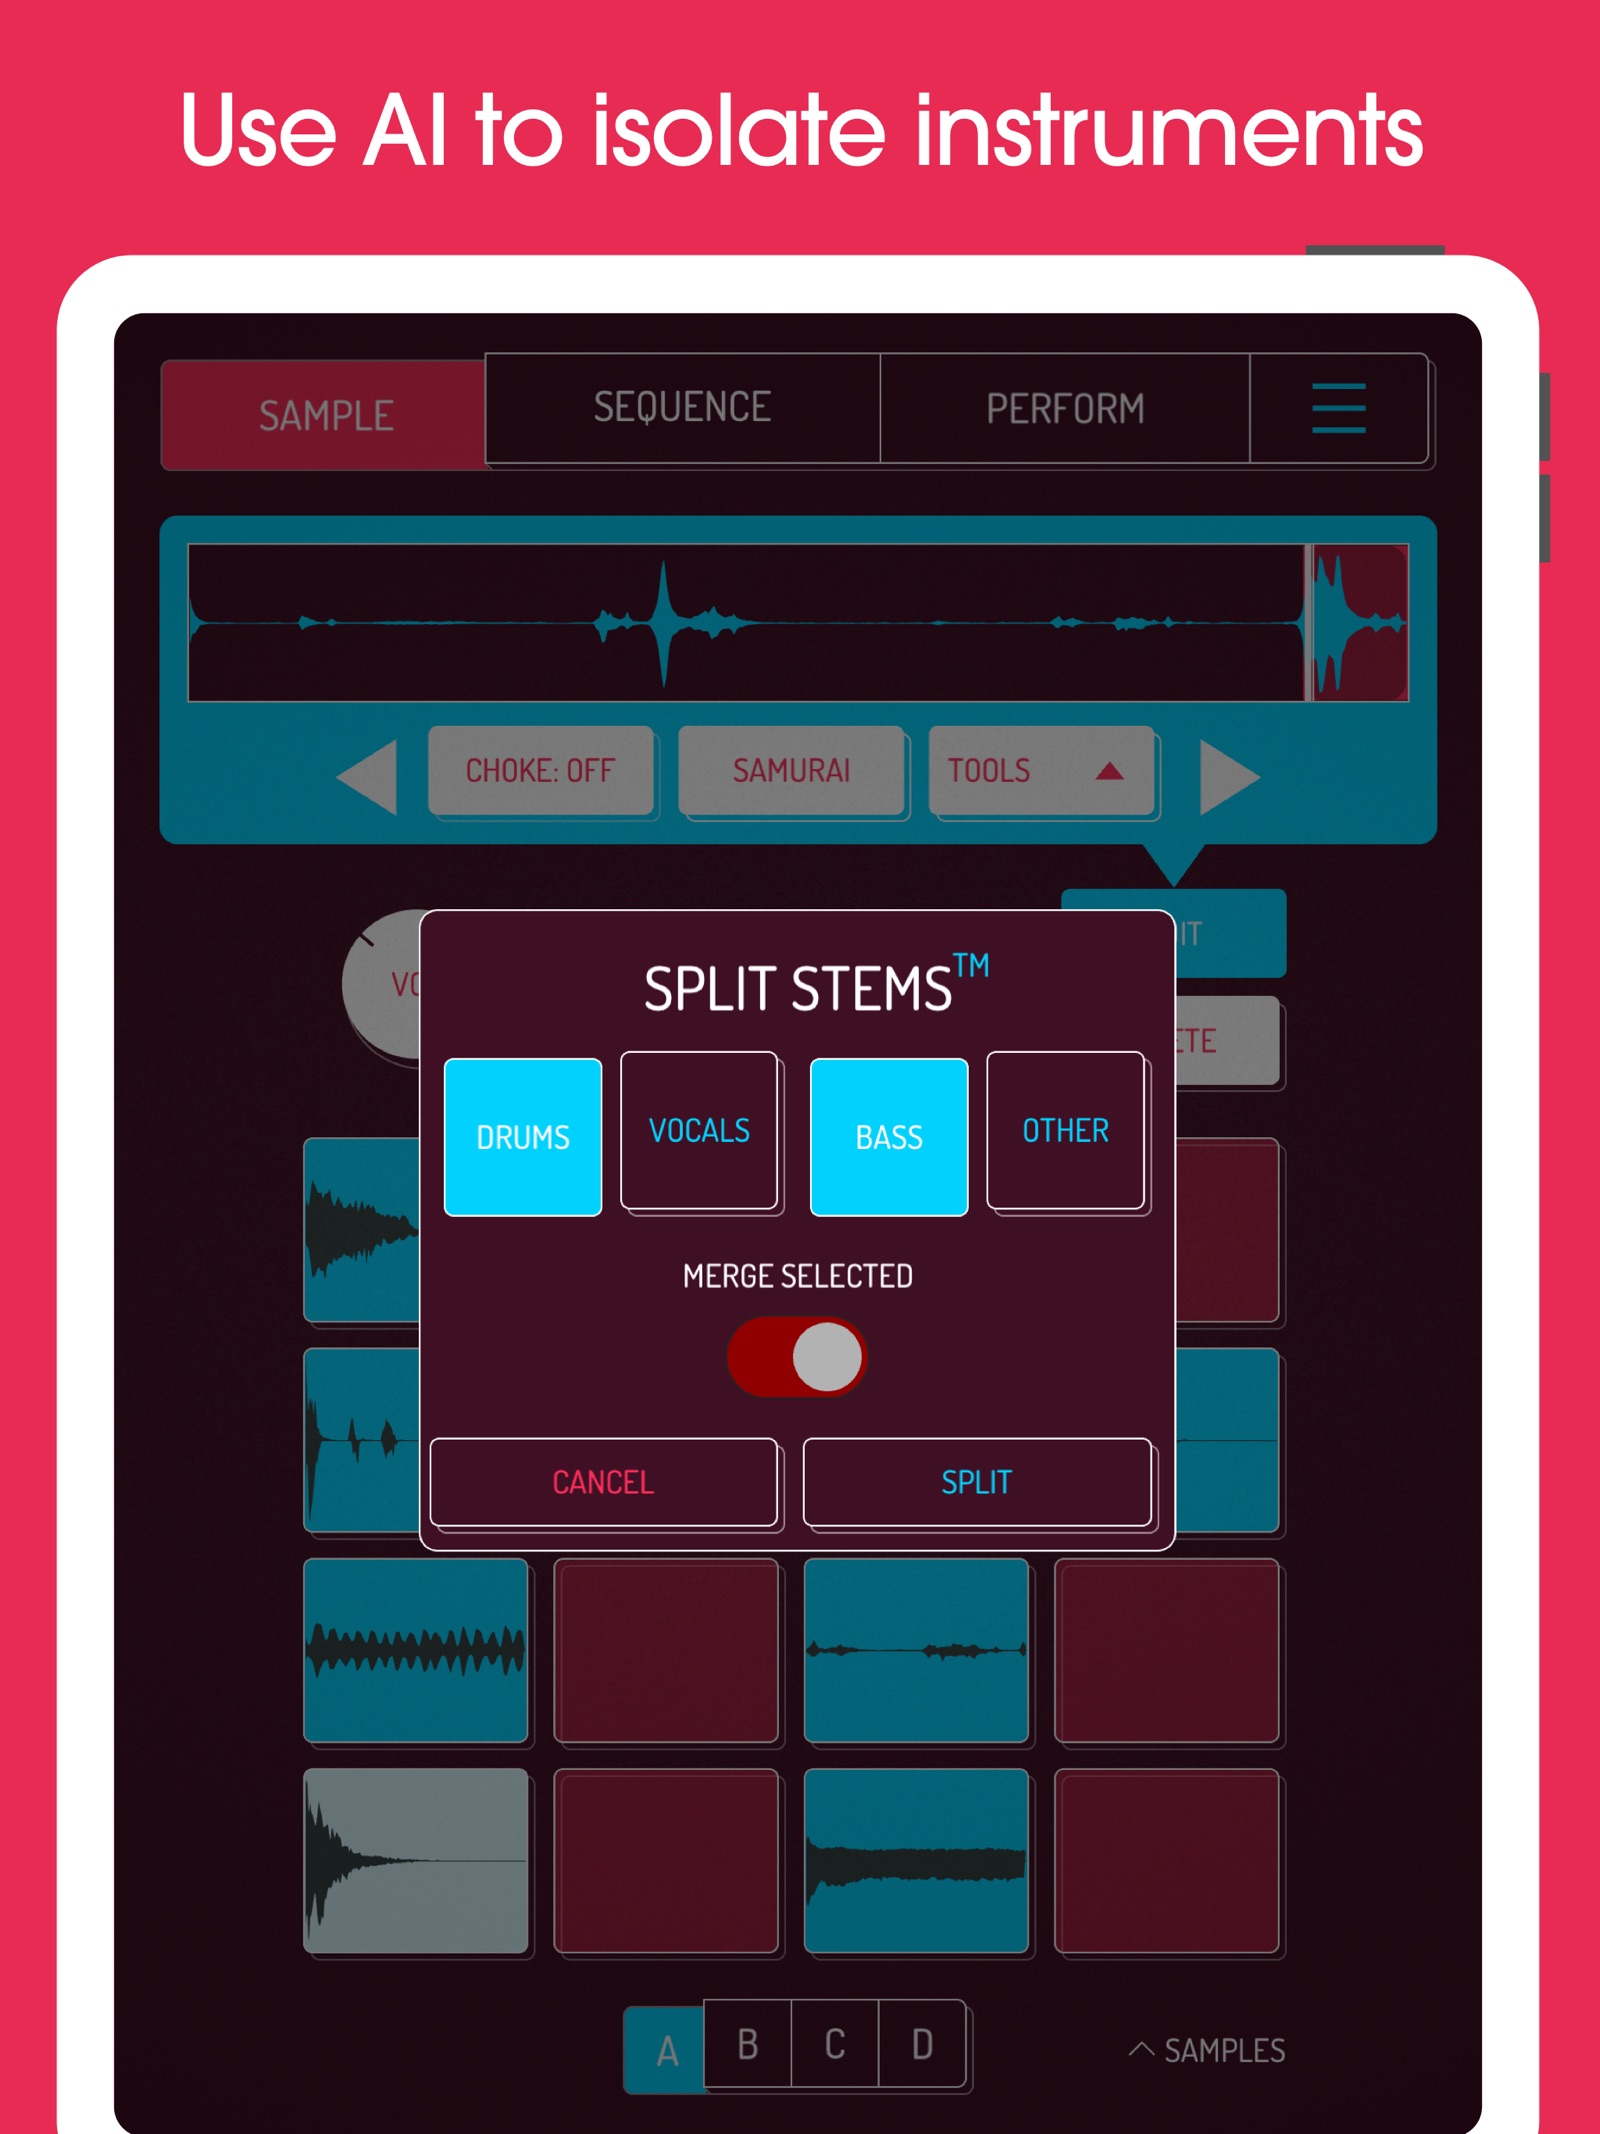 Use AI to isolate instruments
SAMPLE
SEQUENCE
PERFORM
CHOKE: OFF
SAMURAI
TOOLS
SPLIT STEMS™
DRUMS
VOCALS
BASS
OTHER
MERGE SELECTED
CANCEL
SPLIT
A
B
C
D
SAMPLES